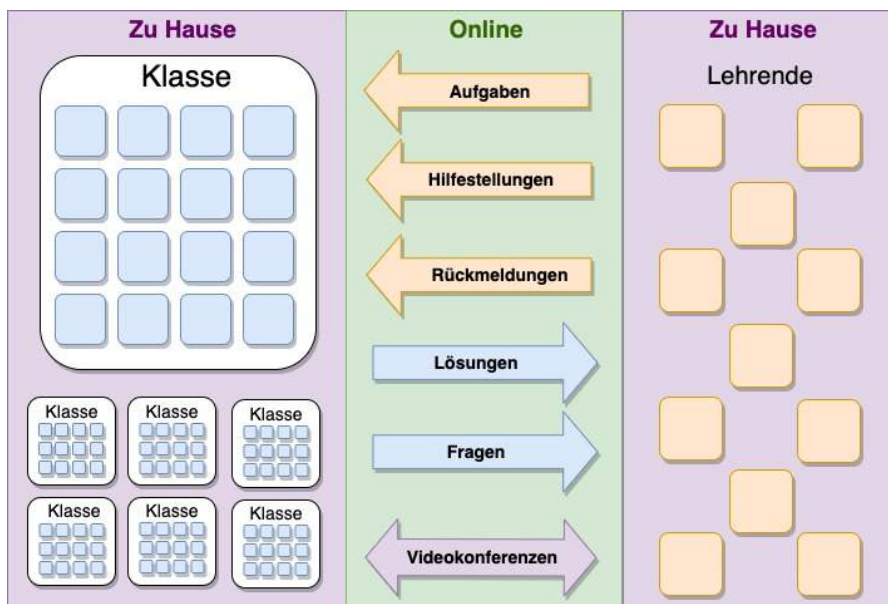 Zu Hause
Klasse
Klasse
Klasse
Klasse
Klasse
Klasse
Klasse
Online
Aufgaben
Hilfestellungen
Rückmeldungen
Lösungen
Fragen
Videokonferenzen
Zu Hause
Lehrende